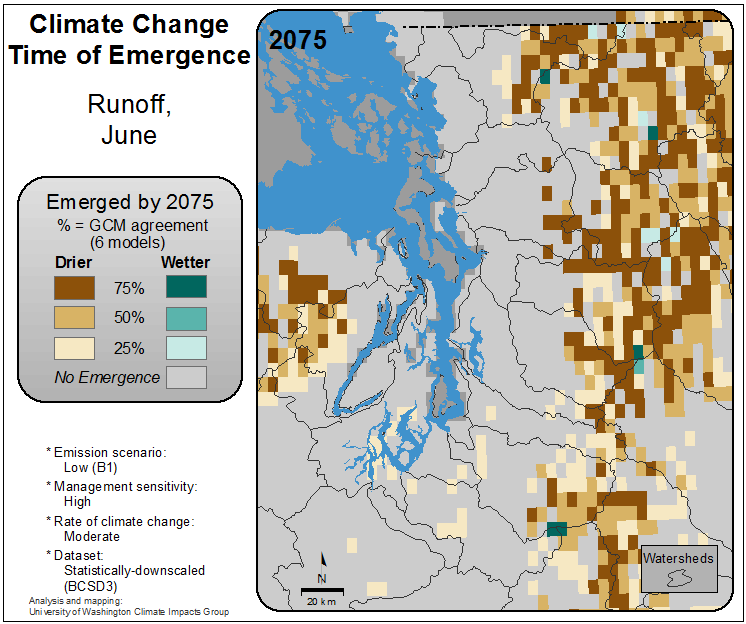 Climate Change
Time of Emergence
Runoff,
June
Emerged by 2075
% = GCM agreement
(6 models)
Drier Wetter
75%
50%
25%
No Emergence
* Emission scenario:
Low (B1)
* Management sensitivity:
High
* Rate of climate change:
Moderate
* Dataset:
Statistically-downscaled
(BCSD3)
Analysis and mapping:
University of Washington Climate Impacts Group
2075
N
20 km
Watersheds